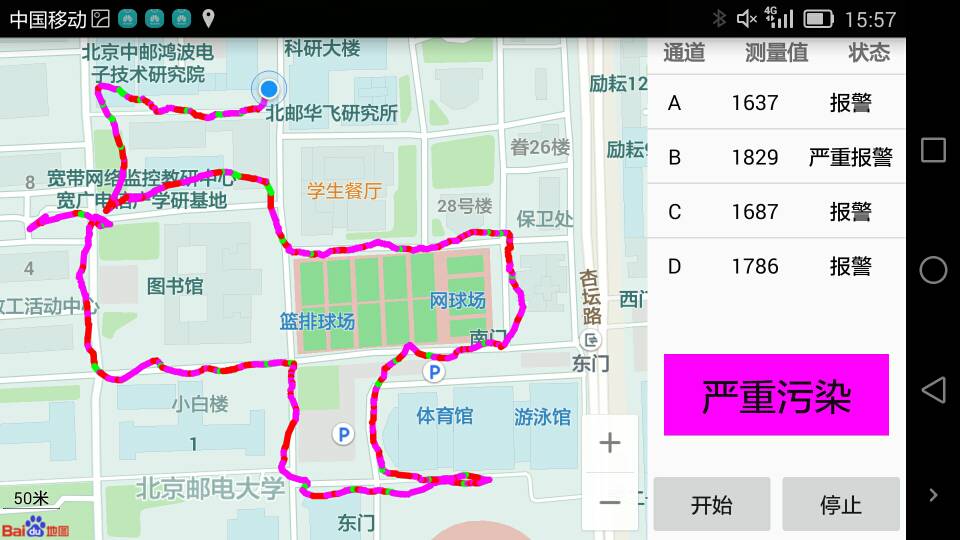 中国移动
4G
15:57
北京中邮鸿波电
子技术研究院
科研大楼
励耘12
北邮华飞研究所
眷26楼
励耘9
8
宽带网络监控教研中心
宽广电信产学研基地
学生餐厅
28号楼
保卫处
4
图书馆
杏坛路
西门
工活动中心
篮排球场
网球场
南门
东门
P
小白楼
体育馆
游泳馆
1
P
北京邮电大学
东门
50米
Bai du 地图
+
−
通道 测量值 状态
A 1637 报警
B 1829 严重报警
C 1687 报警
D 1786 报警
严重污染
开始 停止